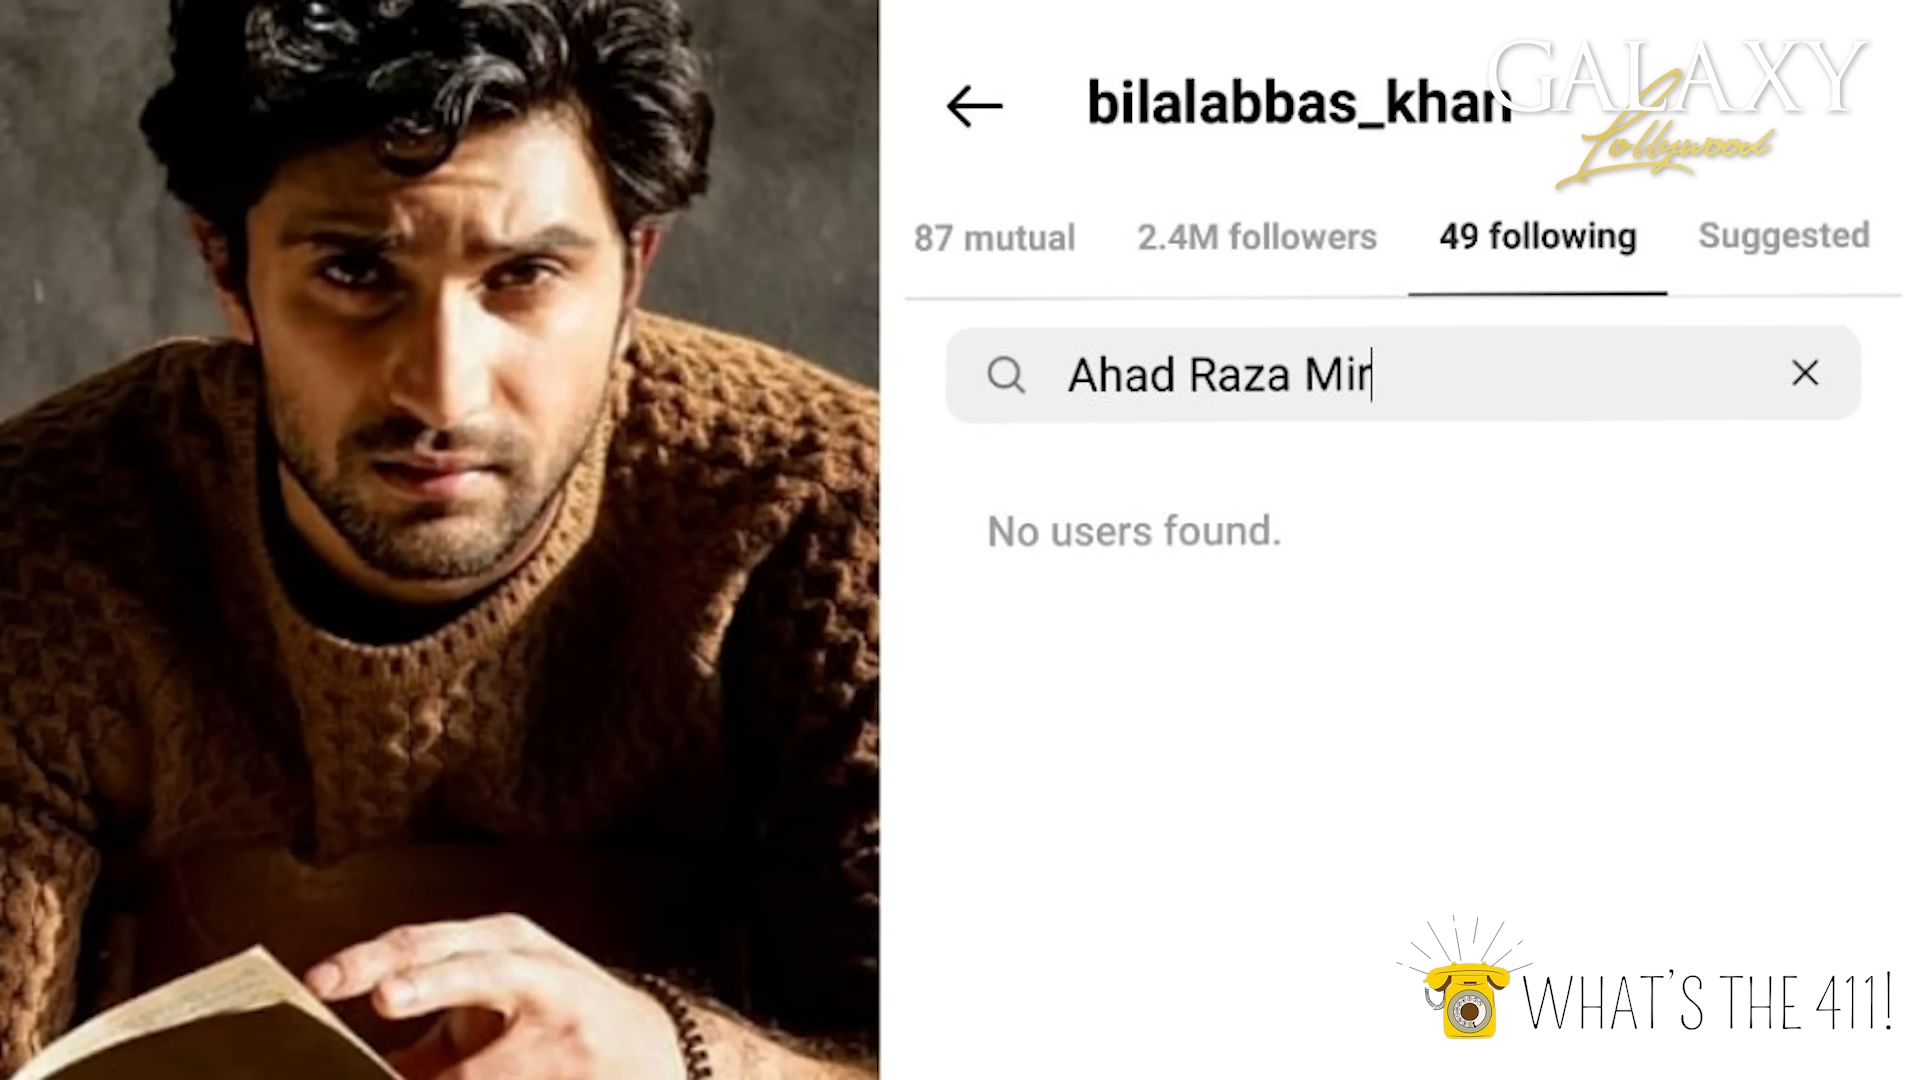 GALAXY
Lollywood
bilalabbas_khan
87 mutual 2.4M followers 49 following Suggested
Ahad Raza Mir
No users found.
WHAT'S THE 411!